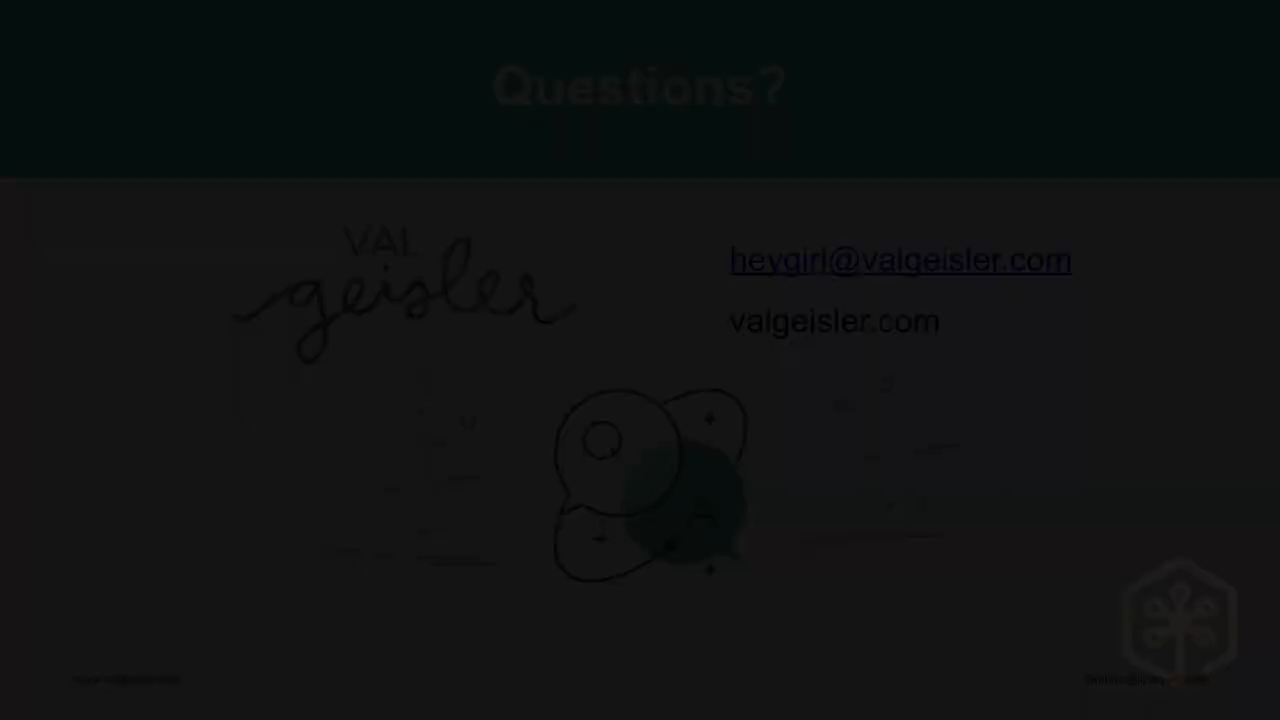 Questions?
VAL
geisler
heygirl@valgeisler.com
valgeisler.com
Q
A